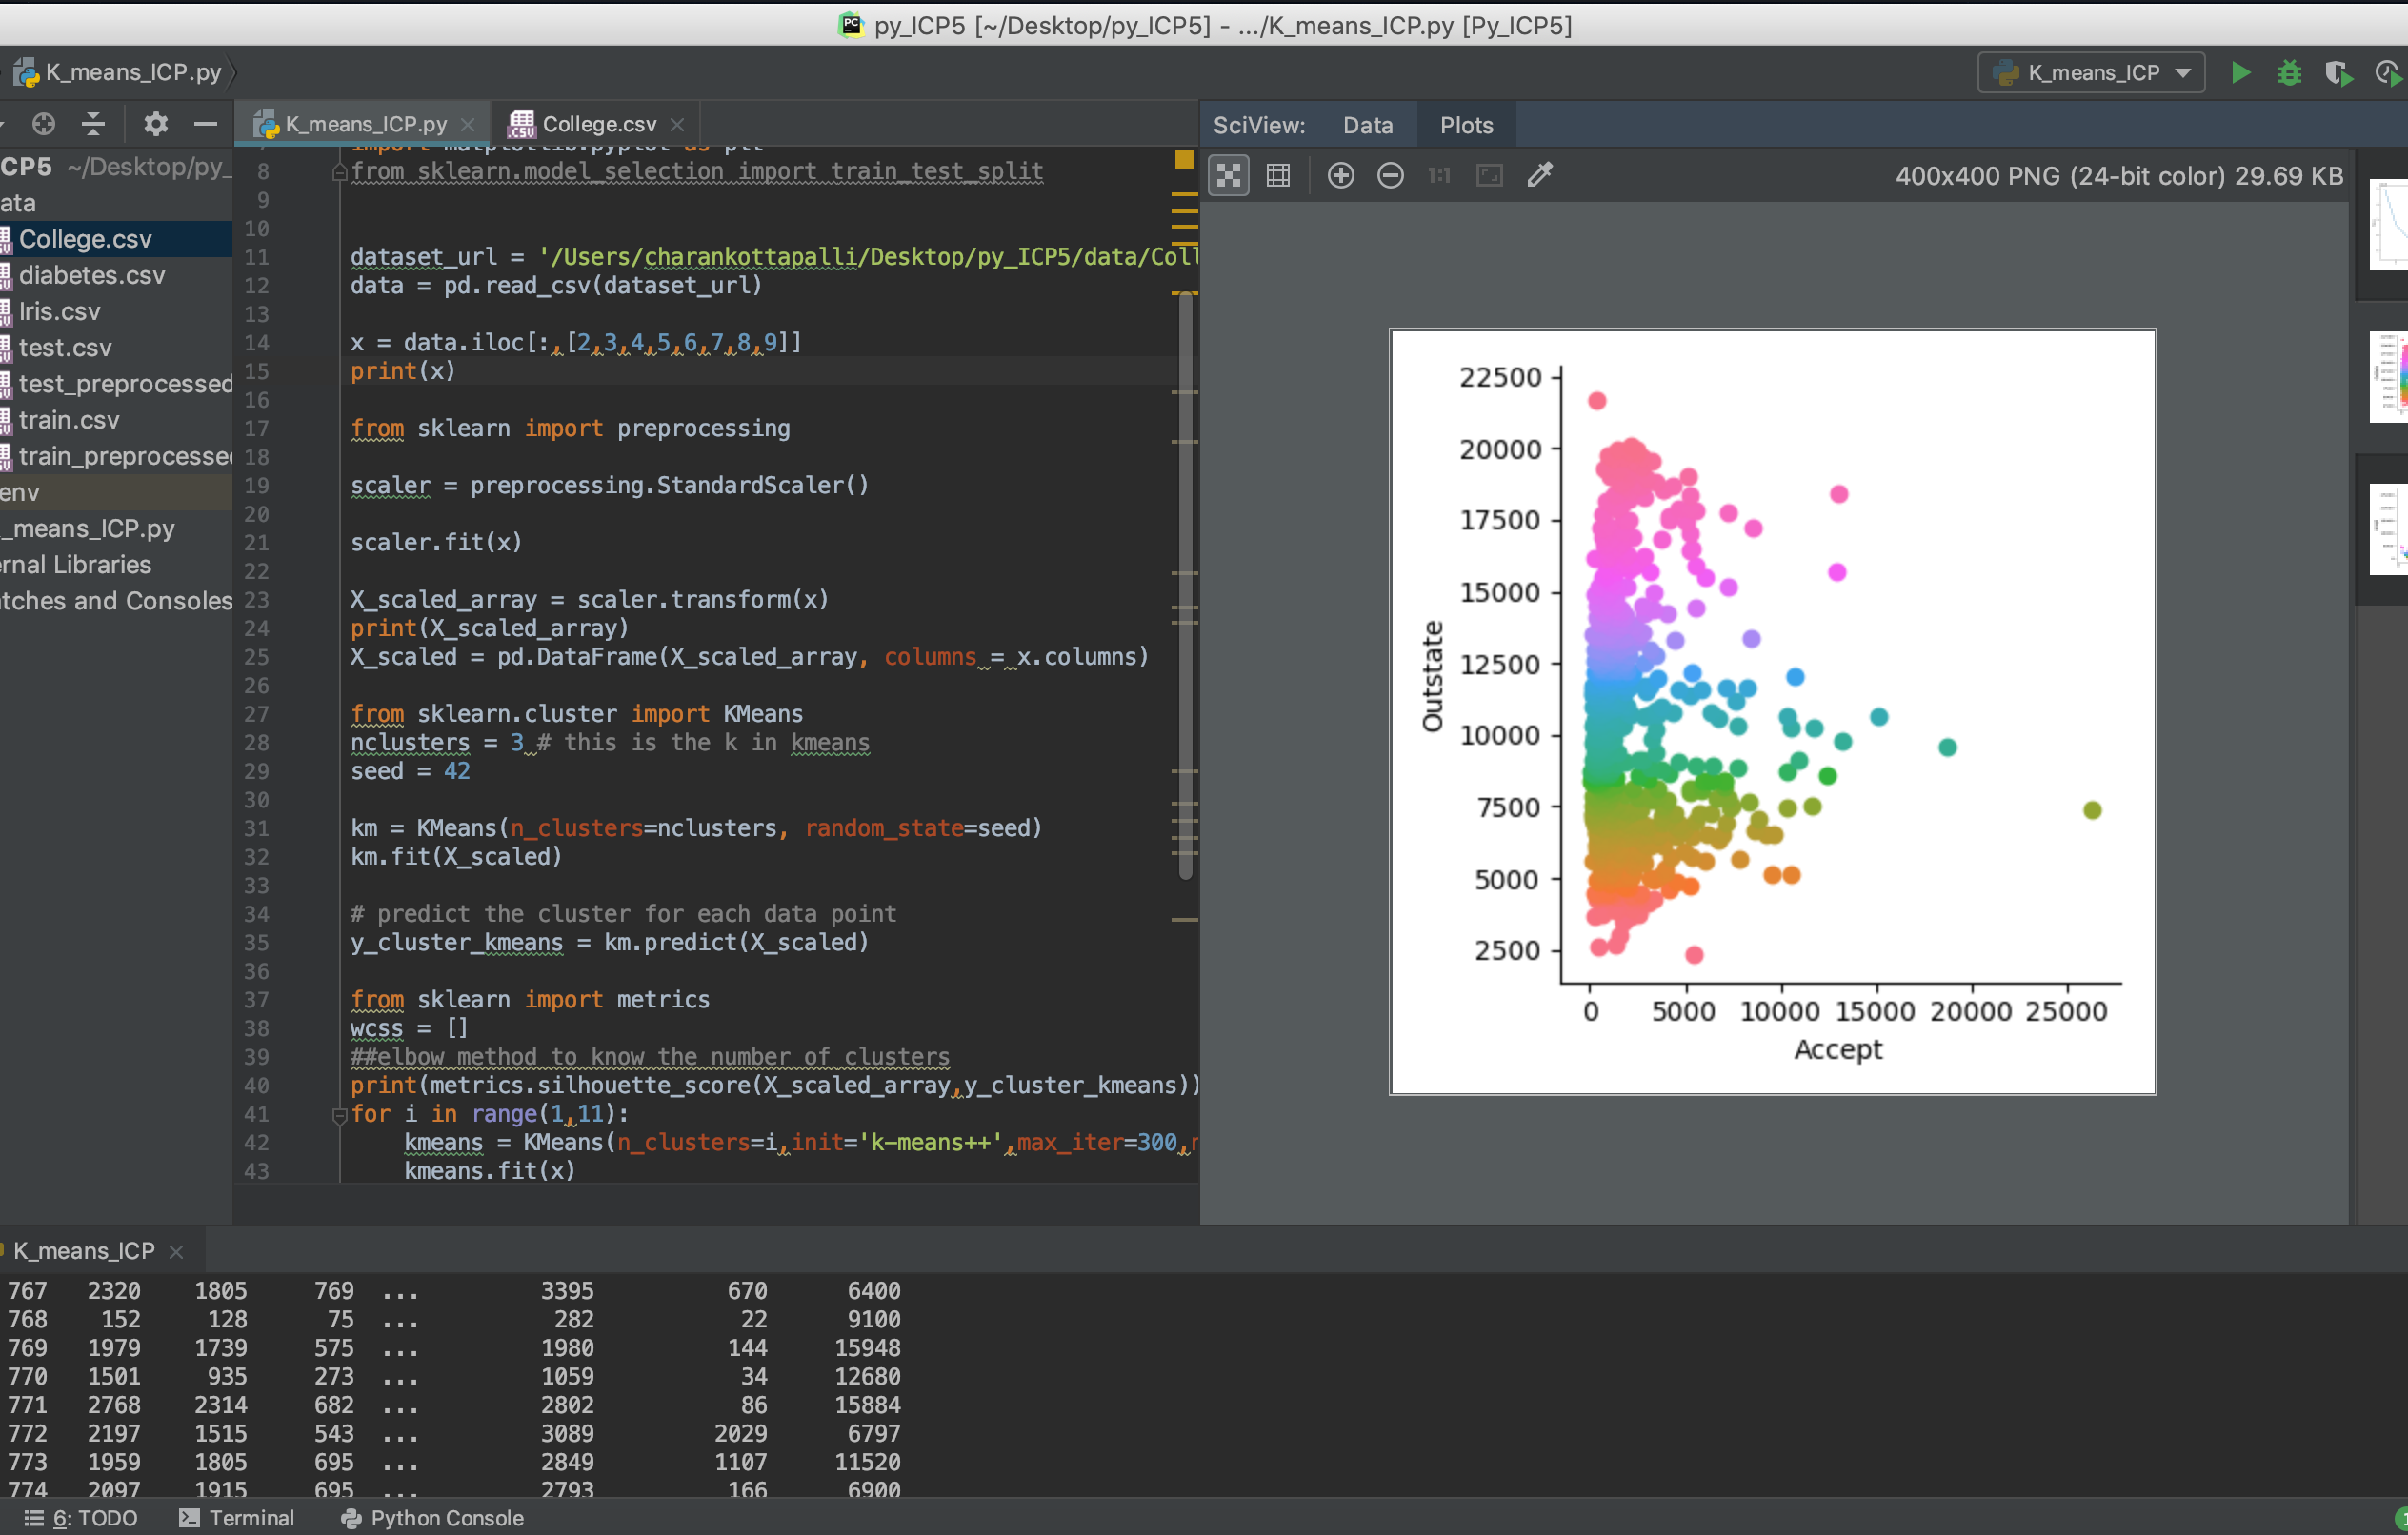 py_ICP5 [~/Desktop/py_ICP5] - .../K_means_ICP.py [Py_ICP5]
K_means_ICP.py
K_means_ICP
K_means_ICP.py
College.csv
SciView:
Data
Plots
1:1
400x400 PNG (24-bit color) 29.69 KB
CP5 ~/Desktop/py_
ata
College.csv
diabetes.csv
Iris.csv
test.csv
test_preprocessed
train.csv
train_preprocesse
env
_means_ICP.py
rnal Libraries
tches and Consoles
7 import matplotlib.pyplot as plt
8 from sklearn.model_selection import train_test_split
9
10
11 dataset_url = '/Users/charankottapalli/Desktop/py_ICP5/data/Coll
12 data = pd.read_csv(dataset_url)
13
14 x = data.iloc[:,[2,3,4,5,6,7,8,9]]
15 print(x)
16
17 from sklearn import preprocessing
18
19 scaler = preprocessing.StandardScaler()
20
21 scaler.fit(x)
22
23 X_scaled_array = scaler.transform(x)
24 print(X_scaled_array)
25 X_scaled = pd.DataFrame(X_scaled_array, columns = x.columns)
26
27 from sklearn.cluster import KMeans
28 nclusters = 3 # this is the k in kmeans
29 seed = 42
30
31 km = KMeans(n_clusters=nclusters, random_state=seed)
32 km.fit(X_scaled)
33
34 # predict the cluster for each data point
35 y_cluster_kmeans = km.predict(X_scaled)
36
37 from sklearn import metrics
38 wcss = []
39 ##elbow method to know the number of clusters
40 print(metrics.silhouette_score(X_scaled_array,y_cluster_kmeans))
41 for i in range(1,11):
42 kmeans = KMeans(n_clusters=i,init='k-means++',max_iter=300,
43 kmeans.fit(x)
22500
20000
17500
15000
12500
10000
7500
5000
2500
Outstate
0 5000 10000 15000 20000 25000
Accept
K_means_ICP
767 2320 1805 769 ... 3395 670 6400
768 152 128 75 ... 282 22 9100
769 1979 1739 575 ... 1980 144 15948
770 1501 935 273 ... 1059 34 12680
771 2768 2314 682 ... 2802 86 15884
772 2197 1515 543 ... 3089 2029 6797
773 1959 1805 695 ... 2849 1107 11520
774 2097 1915 695 ... 2793 166 6900
6: TODO
Terminal
Python Console